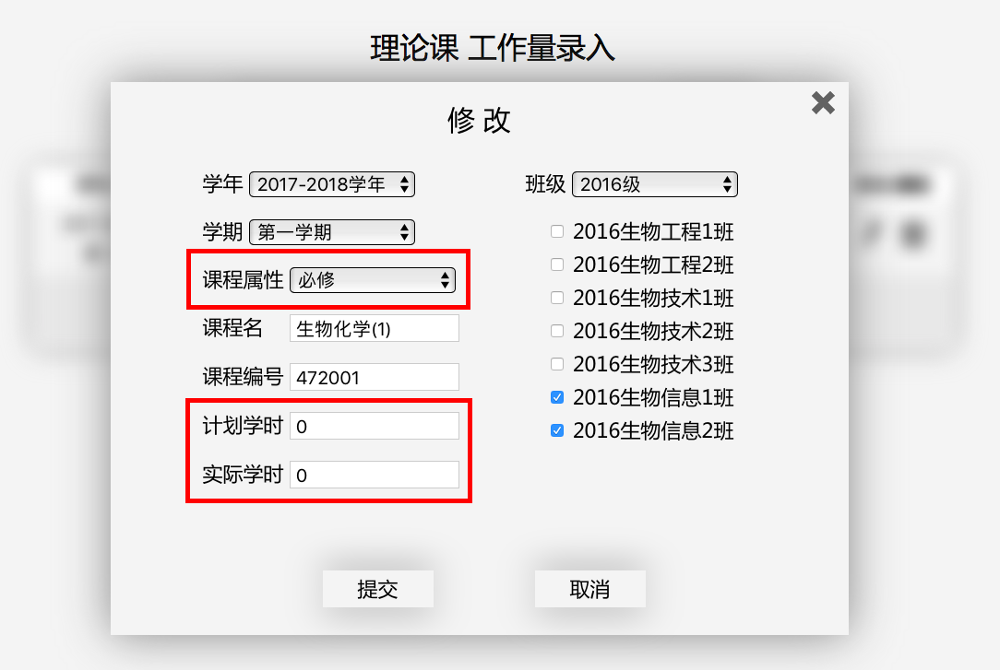 理论课 工作量录入
修 改
学年 2017-2018学年
学期 第一学期
课程属性 必修
课程名 生物化学(1)
课程编号 472001
计划学时 0
实际学时 0
班级 2016级
2016生物工程1班
2016生物工程2班
2016生物技术1班
2016生物技术2班
2016生物技术3班
2016生物信息1班
2016生物信息2班
提交 取消